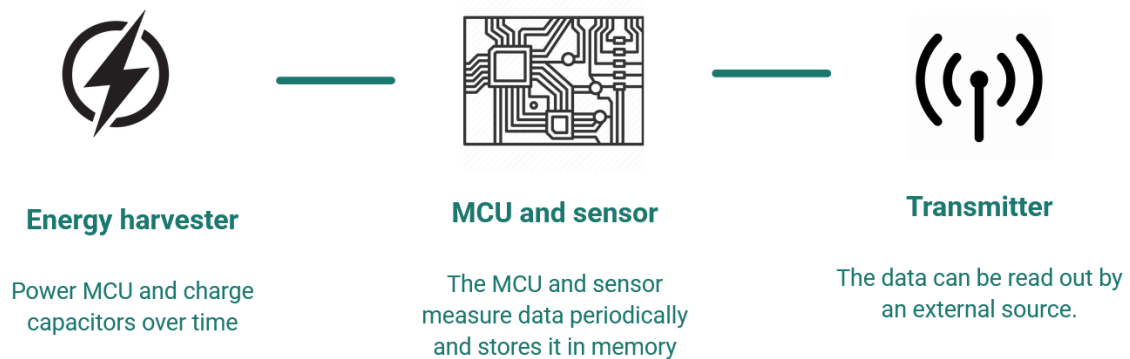 Energy harvester
Power MCU and charge
capacitors over time
MCU and sensor
The MCU and sensor
measure data periodically
and stores it in memory
Transmitter
The data can be read out by
an external source.